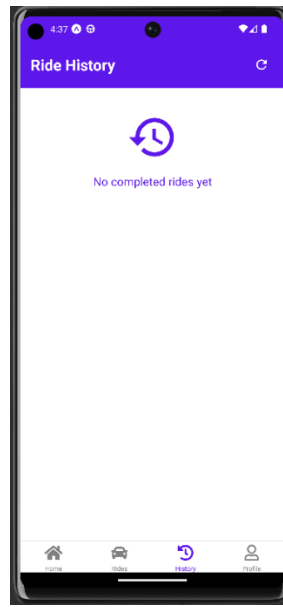 4:37
Ride History
No completed rides yet
Home
Rides
History
Profile